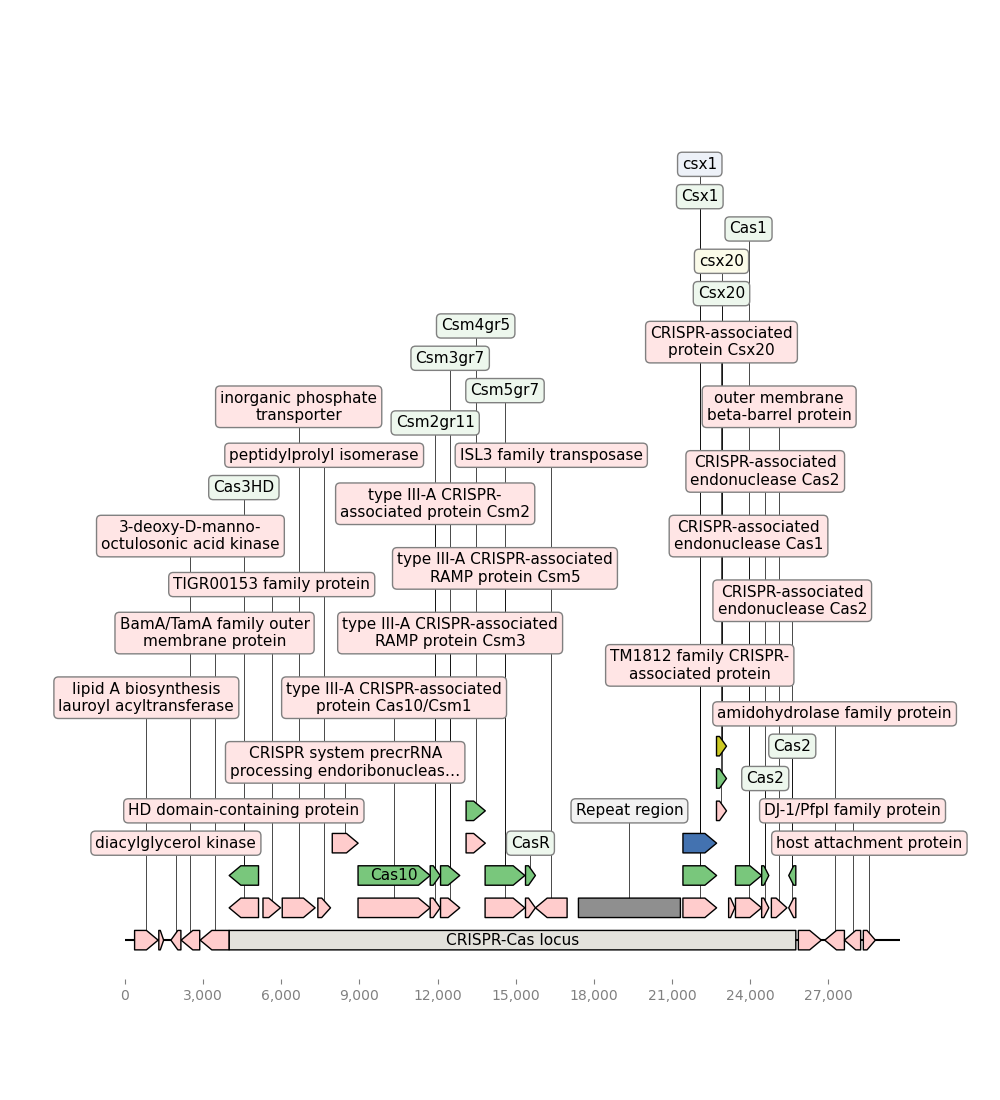 csx1
Csx1
Cas1
csx20
Csx20
Csm4gr5
CRISPR-associated
protein Csx20
Csm3gr7
Csm5gr7
inorganic phosphate
transporter
outer membrane
beta-barrel protein
Csm2gr11
peptidylprolyl isomerase
ISL3 family transposase
CRISPR-associated
endonuclease Cas2
Cas3HD
type III-A CRISPR-
associated protein Csm2
3-deoxy-D-manno-
octulosonic acid kinase
CRISPR-associated
endonuclease Cas1
type III-A CRISPR-associated
RAMP protein Csm5
TIGR00153 family protein
CRISPR-associated
endonuclease Cas2
BamA/TamA family outer
membrane protein
type III-A CRISPR-associated
RAMP protein Csm3
TM1812 family CRISPR-
associated protein
lipid A biosynthesis
lauroyl acyltransferase
type III-A CRISPR-associated
protein Cas10/Csm1
amidohydrolase family protein
CRISPR system precrRNA
processing endoribonucleas…
Cas2
Cas2
HD domain-containing protein
Repeat region
DJ-1/PfpI family protein
diacylglycerol kinase
CasR
host attachment protein
Cas10
CRISPR-Cas locus
0
3,000
6,000
9,000
12,000
15,000
18,000
21,000
24,000
27,000